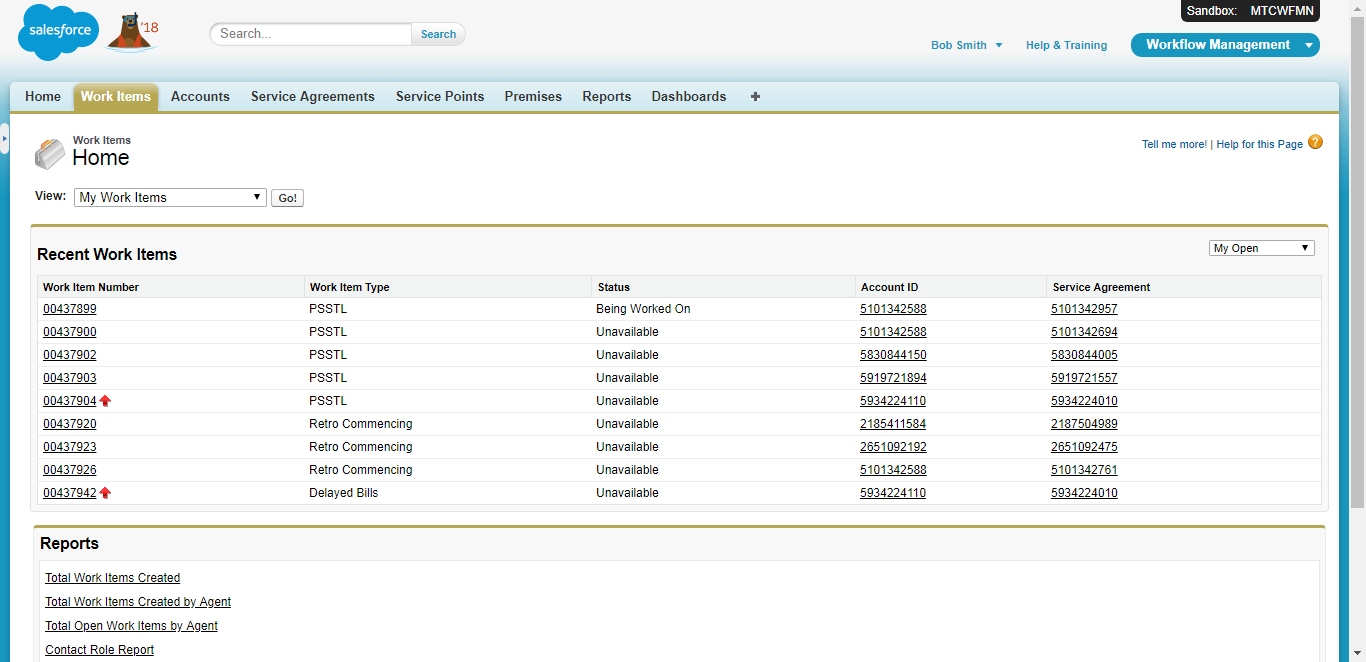 Sandbox: MTCWFMN
salesforce '18 Search... Search
Bob Smith Help & Training Workflow Management
Home Work Items Accounts Service Agreements Service Points Premises Reports Dashboards +
Work Items
Home
Tell me more! | Help for this Page ?
View: My Work Items Go!
Recent Work Items My Open
Work Item Number Work Item Type Status Account ID Service Agreement
00437899 PSSTL Being Worked On 5101342588 5101342957
00437900 PSSTL Unavailable 5101342588 5101342694
00437902 PSSTL Unavailable 5830844150 5830844005
00437903 PSSTL Unavailable 5919721894 5919721557
00437904 PSSTL Unavailable 5934224110 5934224010
00437920 Retro Commencing Unavailable 2185411584 2187504989
00437923 Retro Commencing Unavailable 2651092192 2651092475
00437926 Retro Commencing Unavailable 5101342588 5101342761
00437942 Delayed Bills Unavailable 5934224110 5934224010
Reports
Total Work Items Created
Total Work Items Created by Agent
Total Open Work Items by Agent
Contact Role Report